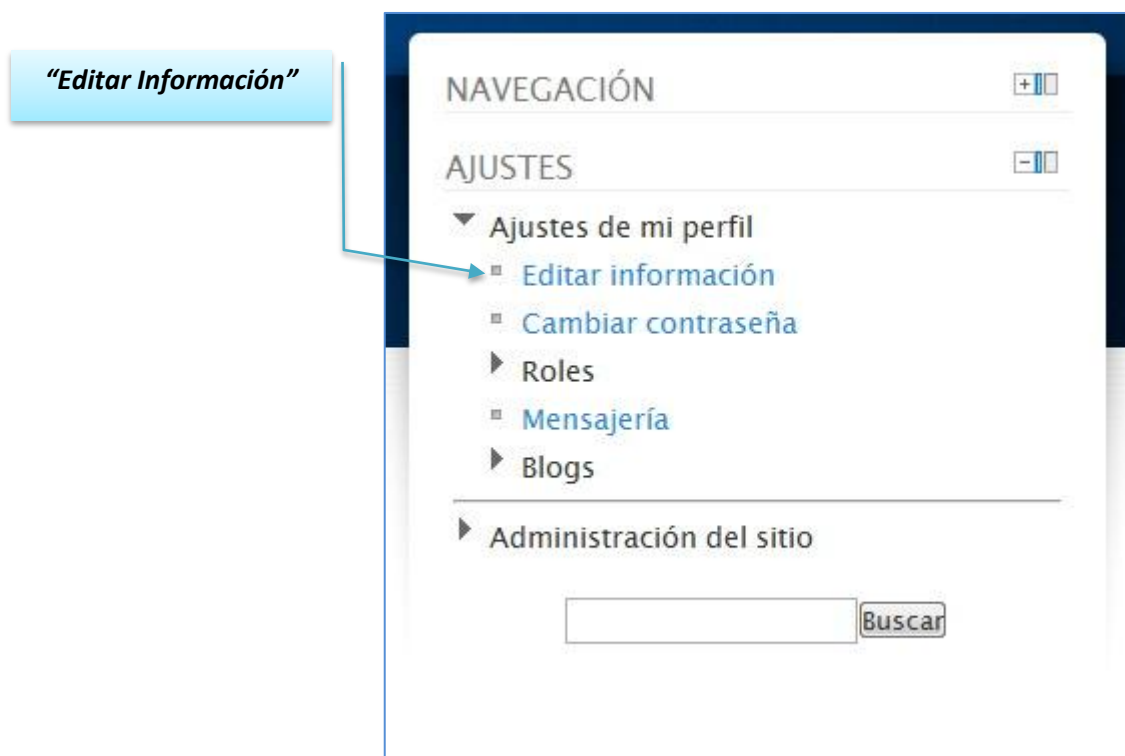 “Editar Información”
NAVEGACIÓN
AJUSTES
Ajustes de mi perfil
Editar información
Cambiar contraseña
Roles
Mensajería
Blogs
Administración del sitio
Buscar